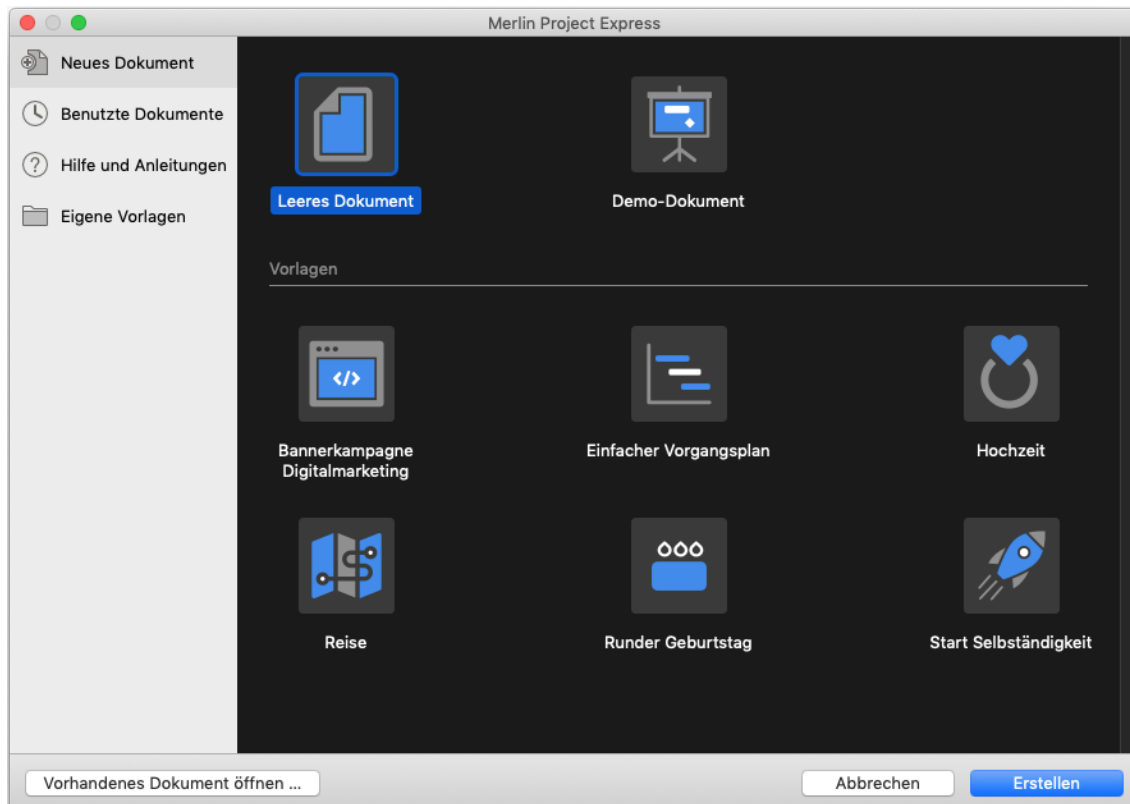 Merlin Project Express
Neues Dokument
Benutzte Dokumente
Hilfe und Anleitungen
Eigene Vorlagen
Leeres Dokument
Demo-Dokument
Vorlagen
Bannerkampagne
Digitalmarketing
Einfacher Vorgangsplan
Hochzeit
Reise
Runder Geburtstag
Start Selbständigkeit
Vorhandenes Dokument öffnen ...
Abbrechen
Erstellen